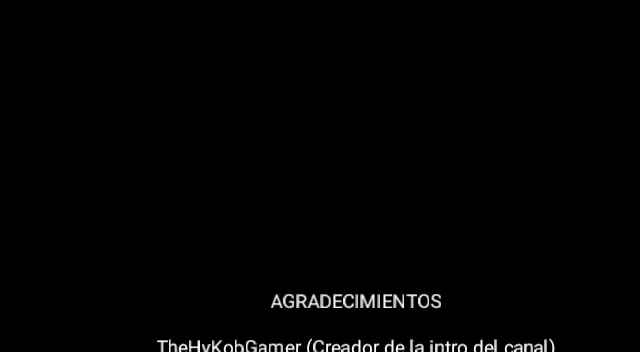 AGRADECIMIENTOS
TheHyKobGamer (Creador de la intro del canal)